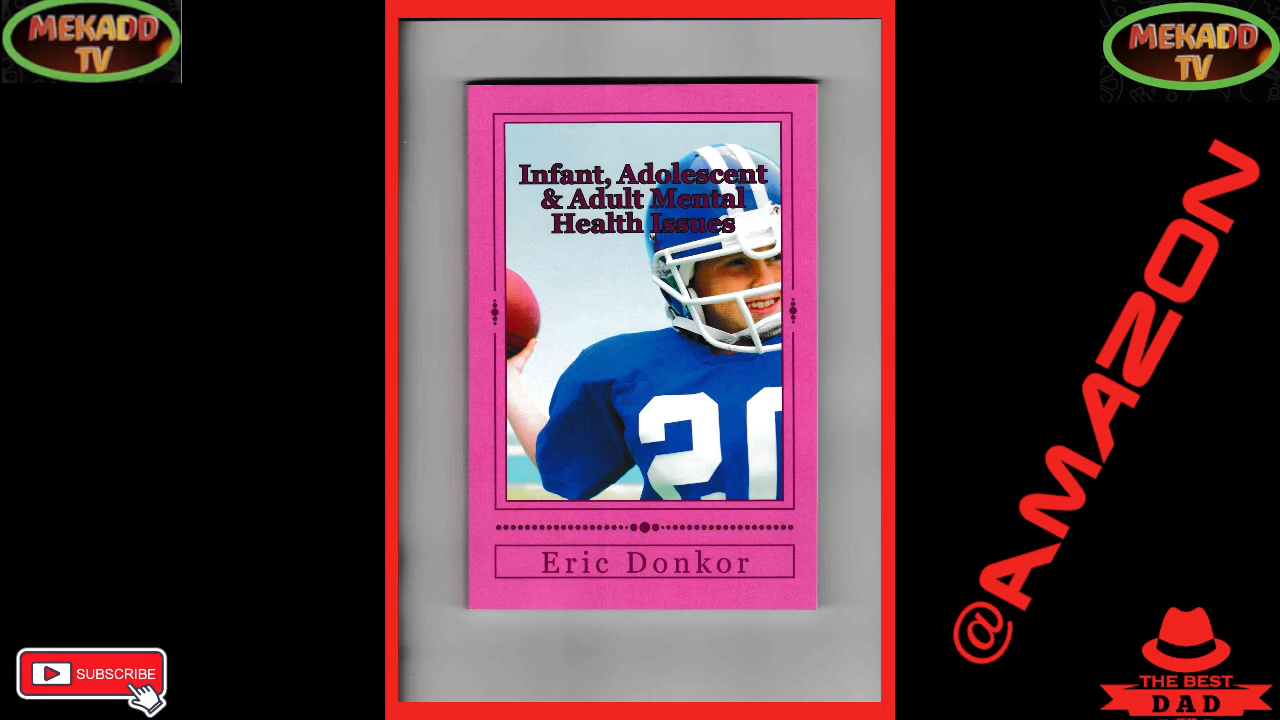 MEKADD
TV
MEKADD
TV
Infant, Adolescent
& Adult Mental
Health Issues
20
Eric Donkor
@AMAZON
SUBSCRIBE
THE BEST
DAD